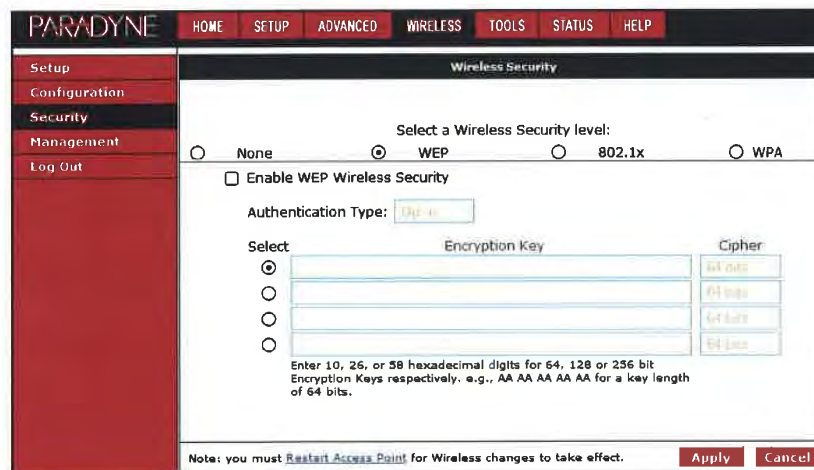 PARADYNE
HOME SETUP ADVANCED WIRELESS TOOLS STATUS HELP
Setup
Configuration
Security
Management
Log Out
Wireless Security
Select a Wireless Security level:
None WEP 802.1x WPA
Enable WEP Wireless Security
Authentication Type: Open
Select Encryption Key Cipher
64 bits
64 bits
64 bits
64 bits
Enter 10, 26, or 58 hexadecimal digits for 64, 128 or 256 bit
Encryption Keys respectively. e.g., AA AA AA AA AA for a key length
of 64 bits.
Note: you must Restart Access Point for Wireless changes to take effect.
Apply Cancel